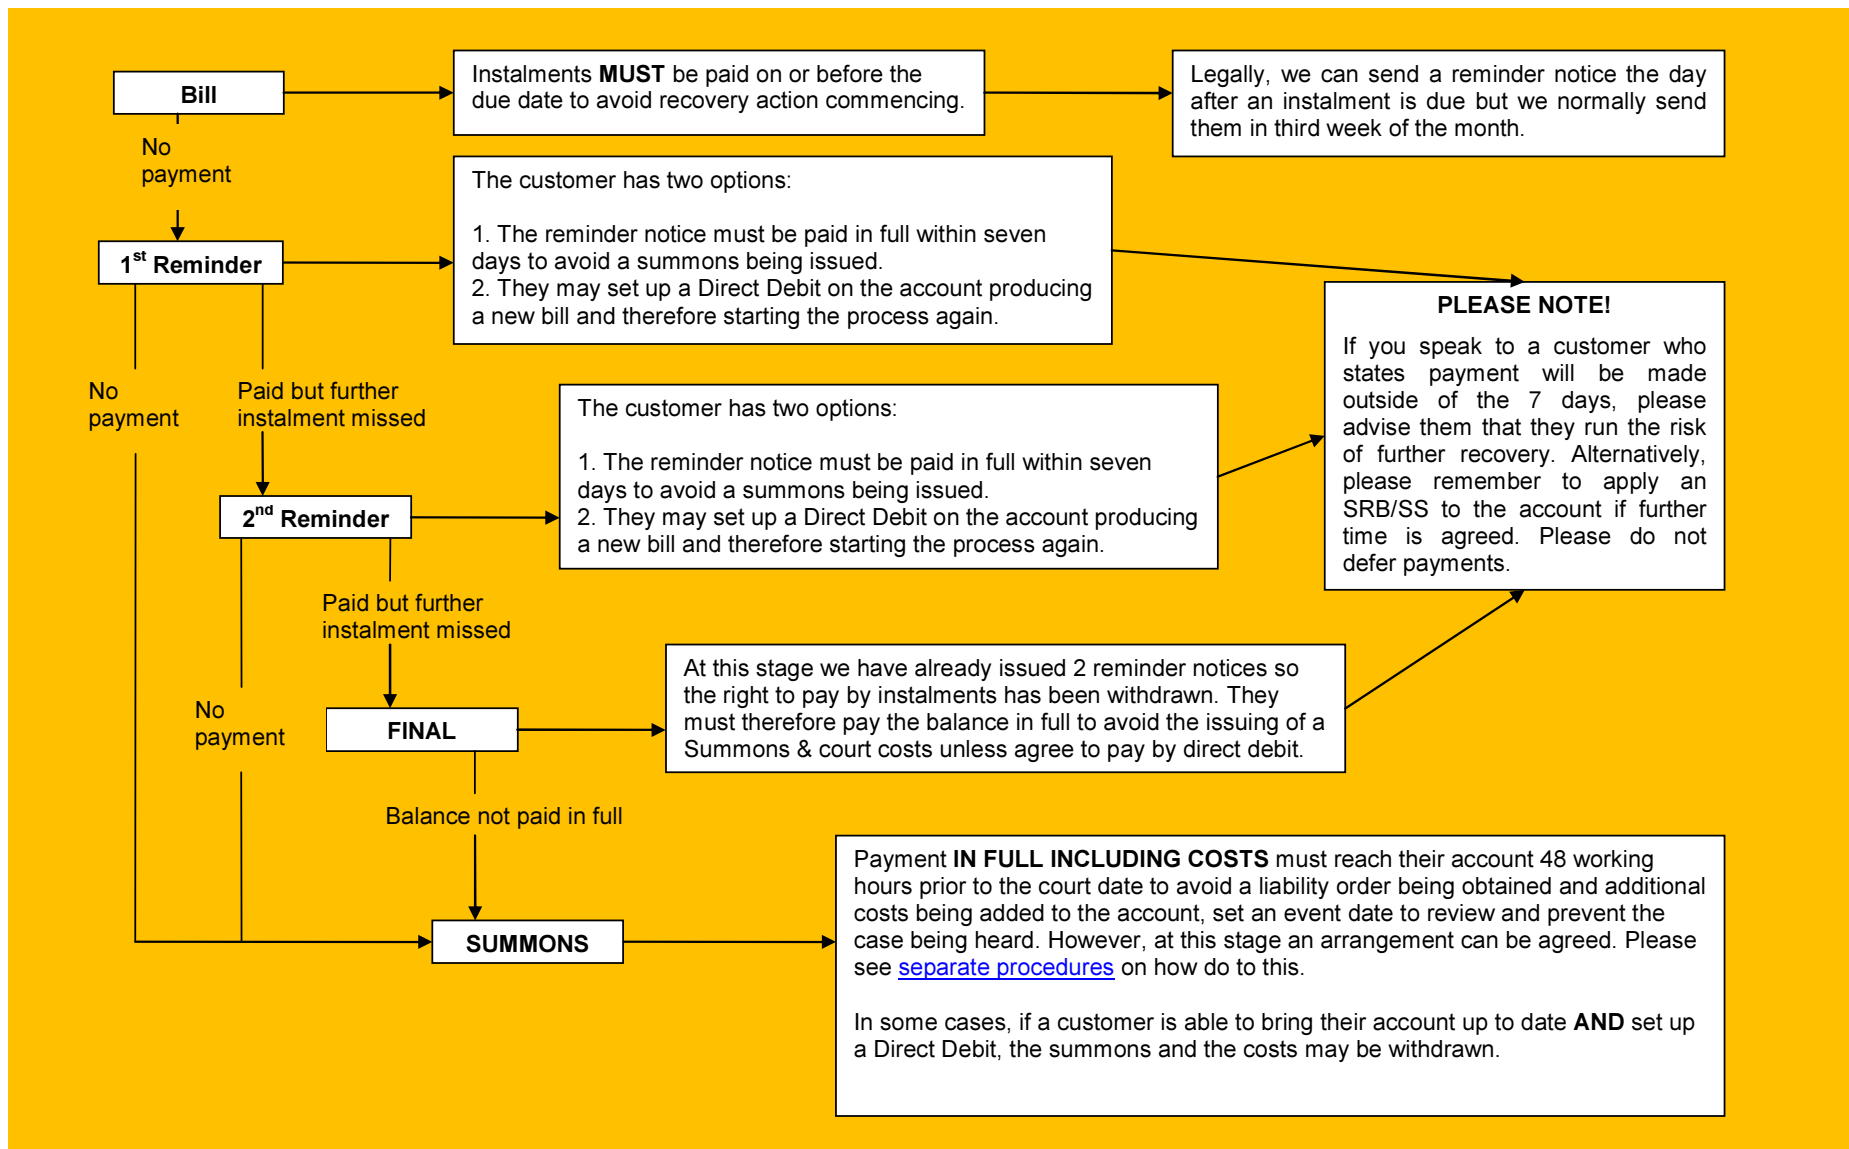 Bill
Instalments MUST be paid on or before the
due date to avoid recovery action commencing.
Legally, we can send a reminder notice the day
after an instalment is due but we normally send
them in third week of the month.
No
payment
1st Reminder
The customer has two options:
1. The reminder notice must be paid in full within seven
days to avoid a summons being issued.
2. They may set up a Direct Debit on the account producing
a new bill and therefore starting the process again.
PLEASE NOTE!
If you speak to a customer who
states payment will be made
outside of the 7 days, please
advise them that they run the risk
of further recovery. Alternatively,
please remember to apply an
SRB/SS to the account if further
time is agreed. Please do not
defer payments.
No
payment
Paid but further
instalment missed
The customer has two options:
1. The reminder notice must be paid in full within seven
days to avoid a summons being issued.
2. They may set up a Direct Debit on the account producing
a new bill and therefore starting the process again.
2nd Reminder
Paid but further
instalment missed
No
payment
FINAL
At this stage we have already issued 2 reminder notices so
the right to pay by instalments has been withdrawn. They
must therefore pay the balance in full to avoid the issuing of a
Summons & court costs unless agree to pay by direct debit.
Balance not paid in full
SUMMONS
Payment IN FULL INCLUDING COSTS must reach their account 48 working
hours prior to the court date to avoid a liability order being obtained and additional
costs being added to the account, set an event date to review and prevent the
case being heard. However, at this stage an arrangement can be agreed. Please
see separate procedures on how do to this.
In some cases, if a customer is able to bring their account up to date AND set up
a Direct Debit, the summons and the costs may be withdrawn.